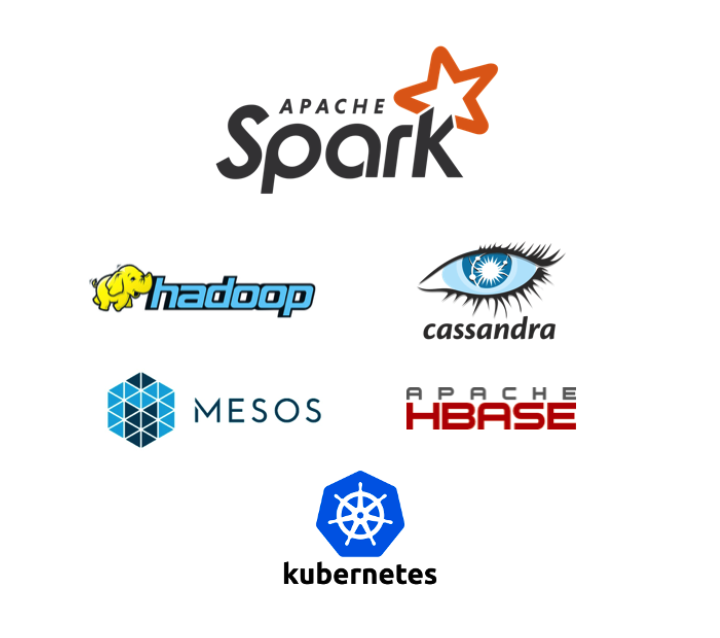 APACHE
Spark
hadoop
cassandra
MESOS
APACHE
HBASE
kubernetes